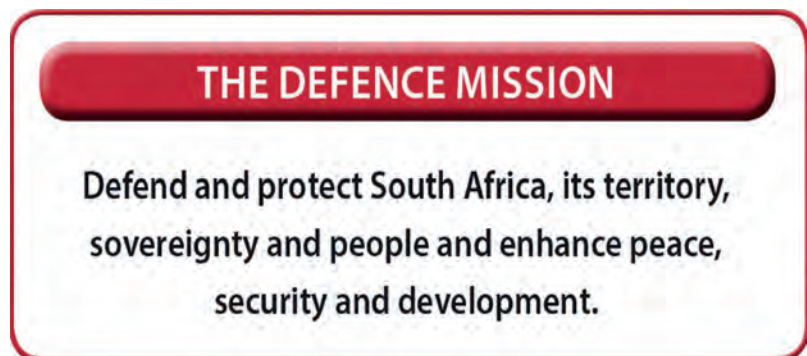 THE DEFENCE MISSION
Defend and protect South Africa, its territory,
sovereignty and people and enhance peace,
security and development.